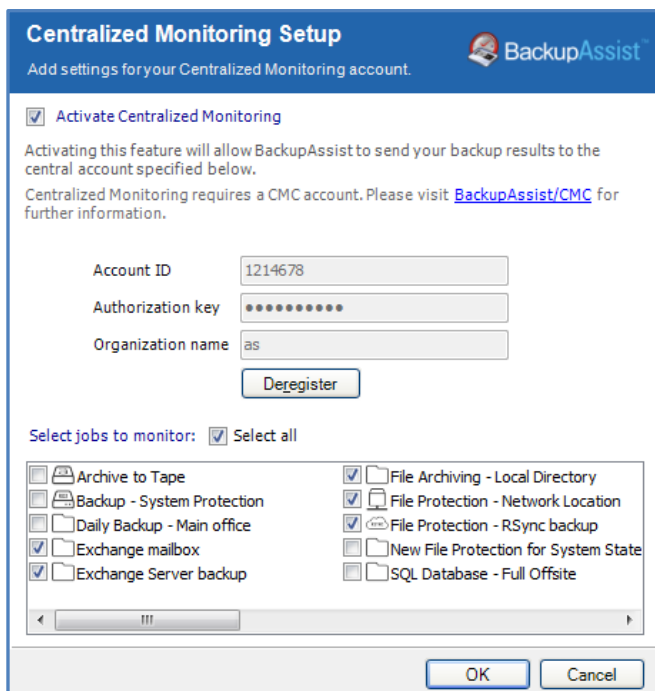 Centralized Monitoring Setup
Add settings for your Centralized Monitoring account.
BackupAssist™
Activate Centralized Monitoring
Activating this feature will allow BackupAssist to send your backup results to the
central account specified below.
Centralized Monitoring requires a CMC account. Please visit BackupAssist/CMC for
further information.
Account ID 1214678
Authorization key ●●●●●●●●●●
Organization name as
Deregister
Select jobs to monitor: Select all
Archive to Tape
Backup - System Protection
Daily Backup - Main office
Exchange mailbox
Exchange Server backup
File Archiving - Local Directory
File Protection - Network Location
File Protection - RSync backup
New File Protection for System State
SQL Database - Full Offsite
OK Cancel